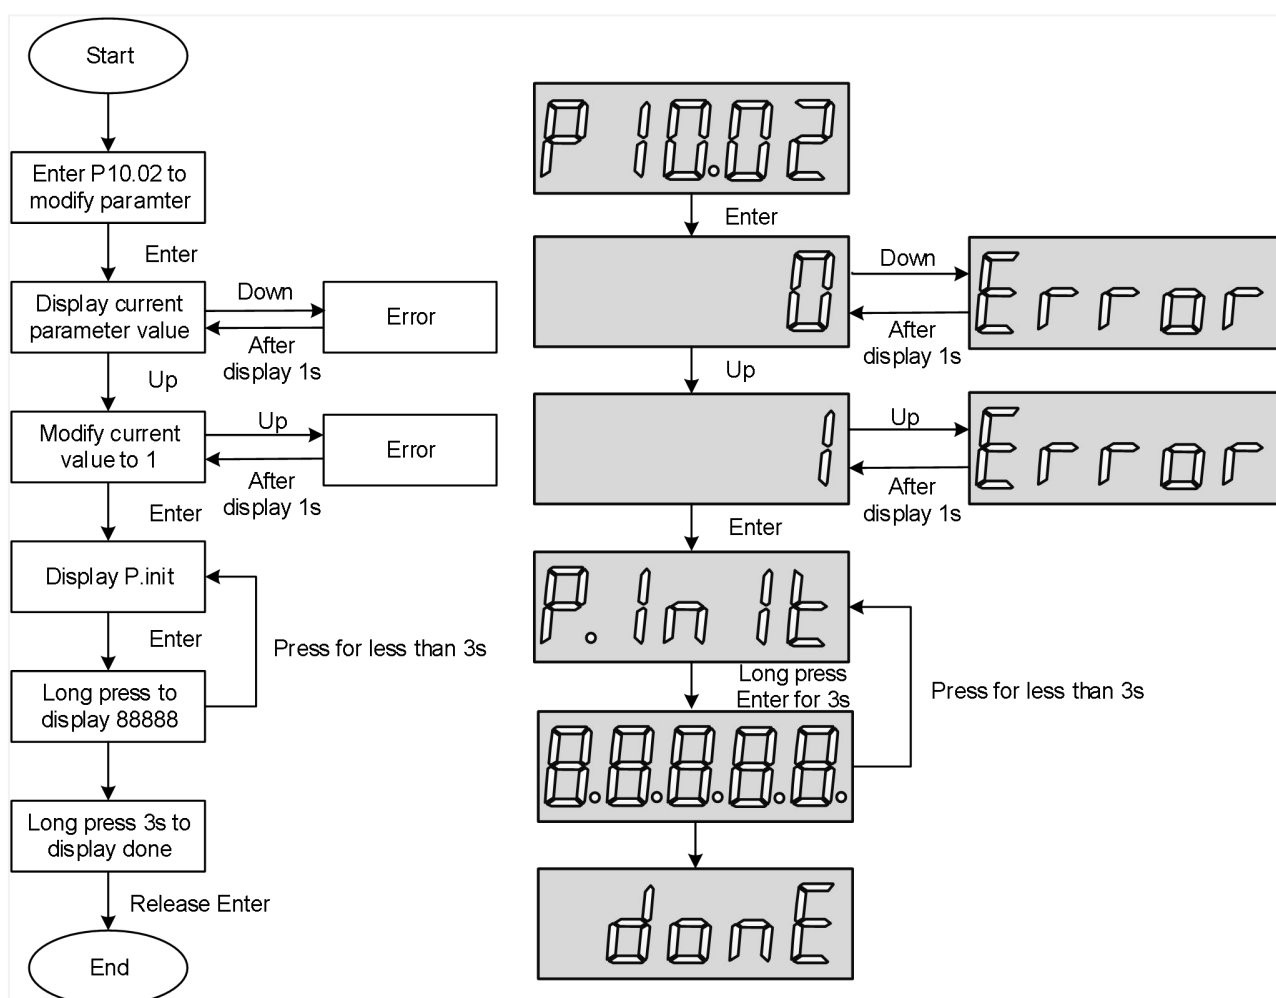 Start
Enter P10.02 to
modify paramter
Enter
Display current
parameter value
Down
After
display 1s
Error
Up
Modify current
value to 1
Up
After
display 1s
Error
Enter
Display P.init
Enter
Press for less than 3s
Long press to
display 88888
Long press 3s to
display done
Release Enter
End
P10.02
Enter
0
Down
After
display 1s
Error
Up
1
Up
After
display 1s
Error
Enter
P.InIt
Long press
Enter for 3s
Press for less than 3s
8.8.8.8.8.
donE